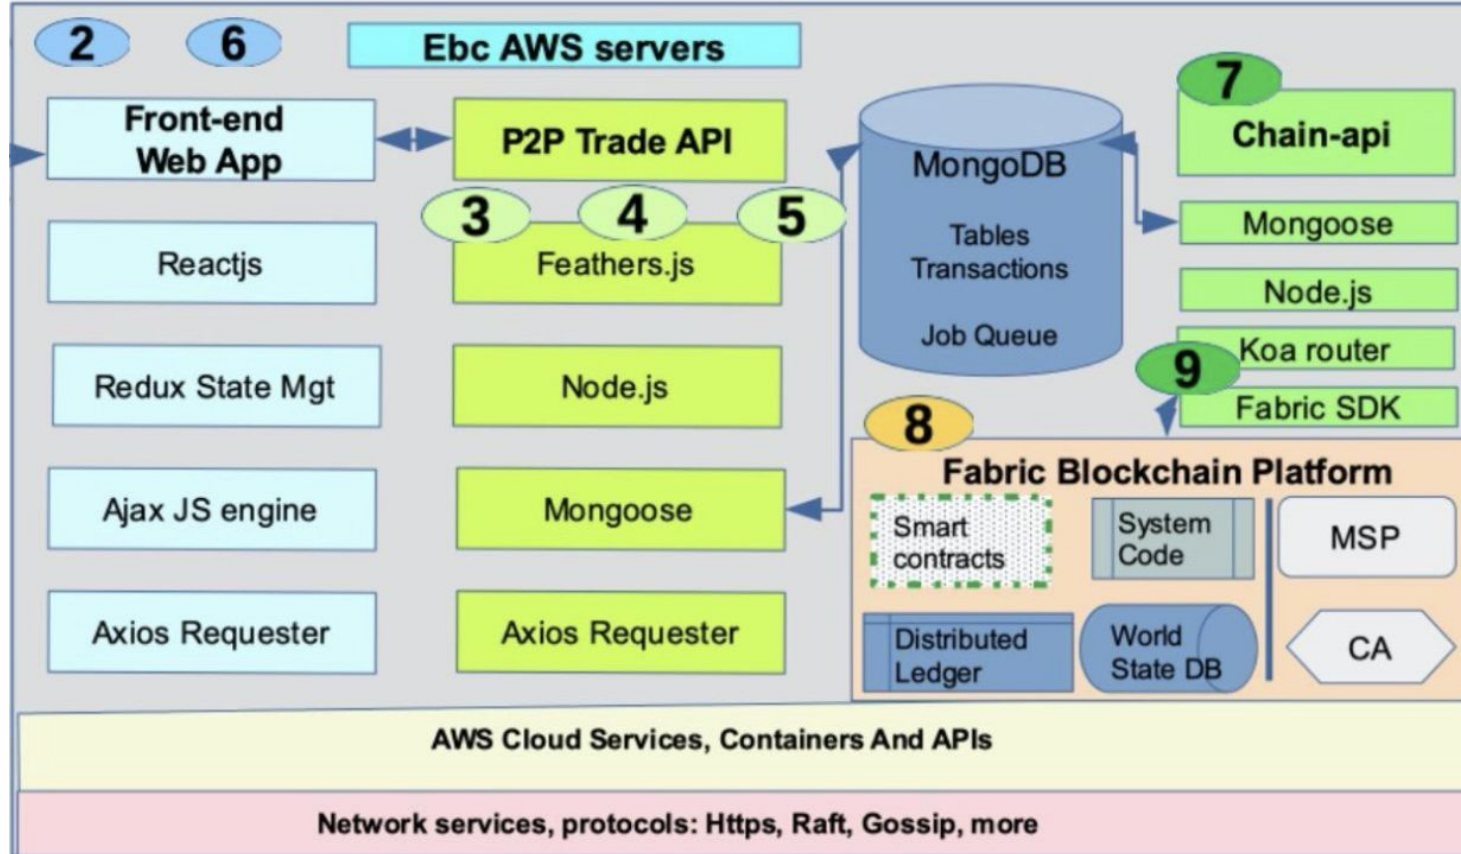 2
6
Ebc AWS servers
Front-end
Web App
P2P Trade API
3
4
5
Reactjs
Feathers.js
Redux State Mgt
Node.js
Ajax JS engine
Mongoose
Axios Requester
Axios Requester
MongoDB
Tables
Transactions
Job Queue
7
Chain-api
Mongoose
Node.js
Koa router
9
Fabric SDK
8
Fabric Blockchain Platform
Smart
contracts
System
Code
MSP
Distributed
Ledger
World
State DB
CA
AWS Cloud Services, Containers And APIs
Network services, protocols: Https, Raft, Gossip, more